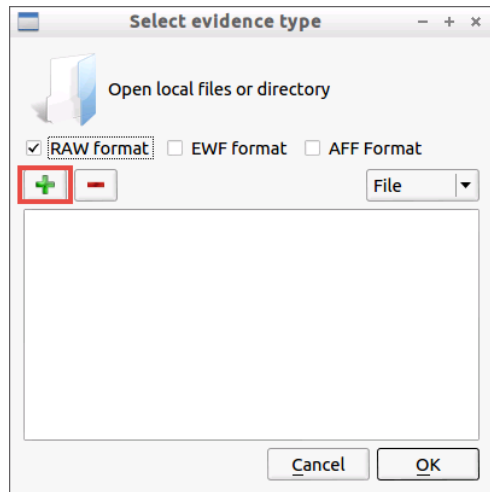 Select evidence type
Open local files or directory
RAW format EWF format AFF Format
File
Cancel OK